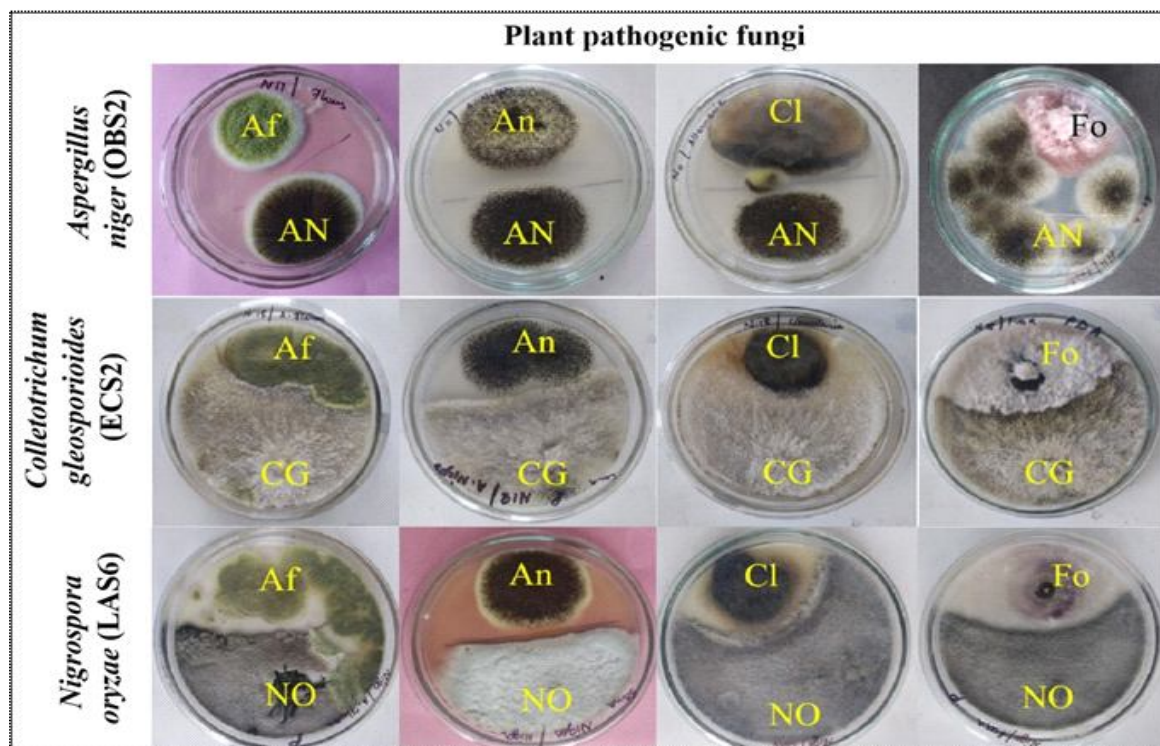 Plant pathogenic fungi
Aspergillus
niger (OBS2)
Af
An
Cl
Fo
AN
AN
AN
AN
Colletotrichum
gleosporioides
(ECS2)
Af
An
Cl
Fo
CG
CG
CG
CG
Nigrospora
oryzae (LAS6)
Af
An
Cl
Fo
NO
NO
NO
NO